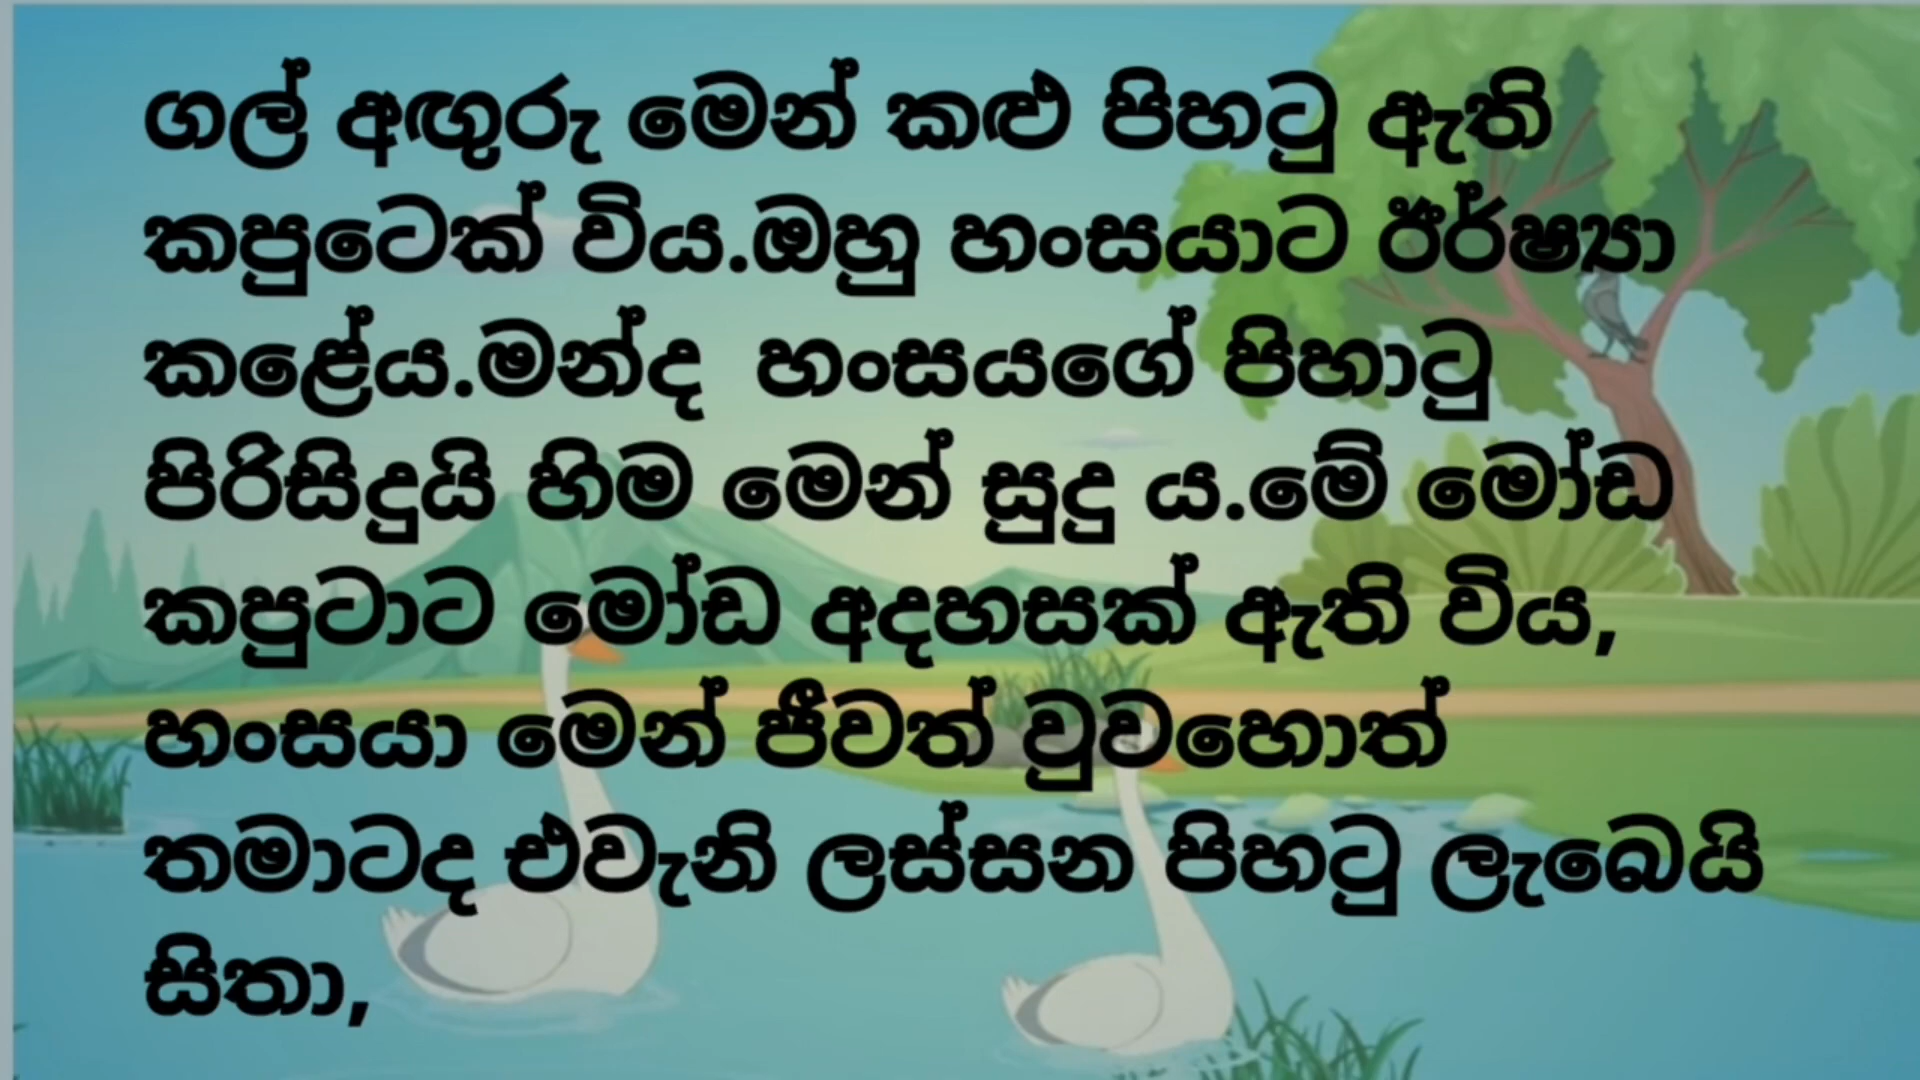 ගල් අඟුරු මෙන් කළු පිහටු ඇති
කපුටෙක් විය.ඔහු හංසයාට ඊර්ෂ්‍යා
කළේය.මන්ද  හංසයගේ පිහාටු
පිරිසිදුයි හිම මෙන් සුදු ය.මේ මෝඩ
කපුටාට මෝඩ අදහසක් ඇති විය,
හංසයා මෙන් ජීවත් වුවහොත්
තමාටද එවැනි ලස්සන පිහටු ලැබෙයි
සිතා,